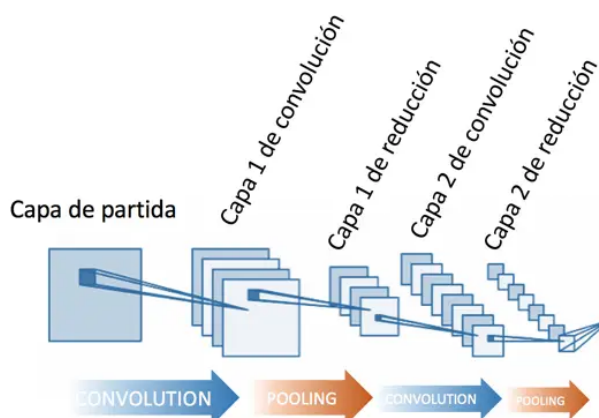 Capa de partida
Capa 1 de convolución
Capa 1 de reducción
Capa 2 de convolución
Capa 2 de reducción
CONVOLUTION
POOLING
CONVOLUTION
POOLING